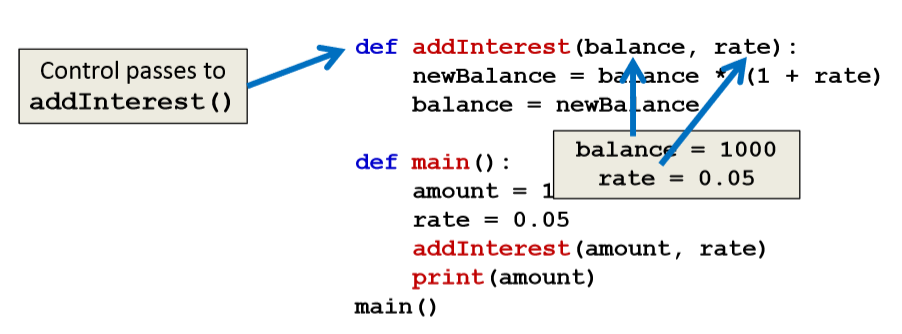 Control passes to
addInterest()
def addInterest(balance, rate):
    newBalance = balance * (1 + rate)
    balance = newBalance
balance = 1000
rate = 0.05
def main():
    amount = 1
    rate = 0.05
    addInterest(amount, rate)
    print(amount)
main()